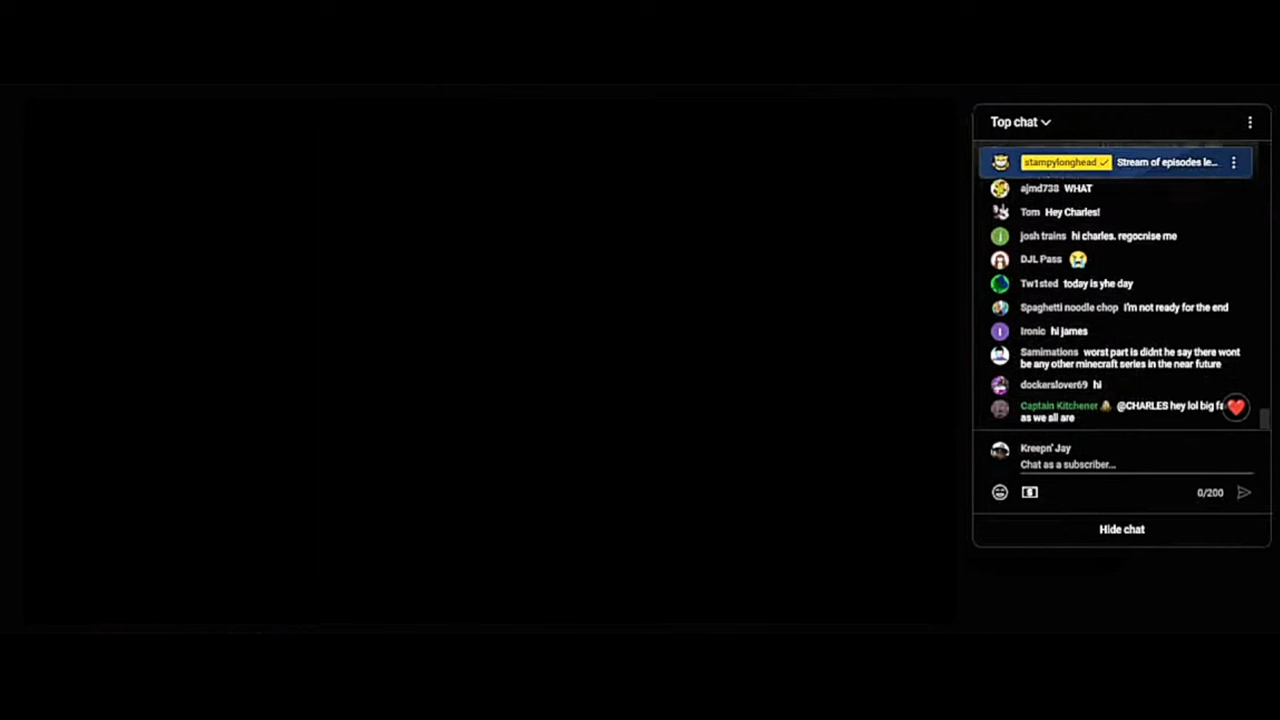 Top chat
stampylonghead Stream of episodes le...
ajmd738 WHAT
Tom Hey Charles!
josh trains hi charles. regocnise me
DJL Pass 😭
Tw1sted today is yhe day
Spaghetti noodle chop I'm not ready for the end
I
Ironic hi james
Samimations worst part is didnt he say there wont
be any other minecraft series in the near future
dockerslover69 hi
Captain Kitchener @CHARLES hey lol big fa
as we all are
Kreepn' Jay
Chat as a subscriber...
0/200
Hide chat